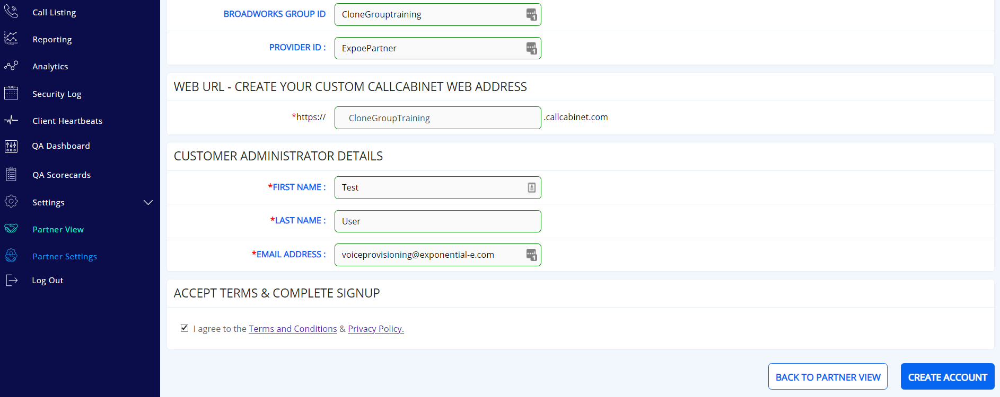 Call Listing
Reporting
Analytics
Security Log
Client Heartbeats
QA Dashboard
QA Scorecards
Settings
Partner View
Partner Settings
Log Out
BROADWORKS GROUP ID CloneGrouptraining
PROVIDER ID : ExpoePartner
WEB URL - CREATE YOUR CUSTOM CALLCABINET WEB ADDRESS
*https:// CloneGroupTraining .callcabinet.com
CUSTOMER ADMINISTRATOR DETAILS
*FIRST NAME : Test
*LAST NAME : User
*EMAIL ADDRESS : voiceprovisioning@exponential-e.com
ACCEPT TERMS & COMPLETE SIGNUP
I agree to the Terms and Conditions & Privacy Policy.
BACK TO PARTNER VIEW CREATE ACCOUNT